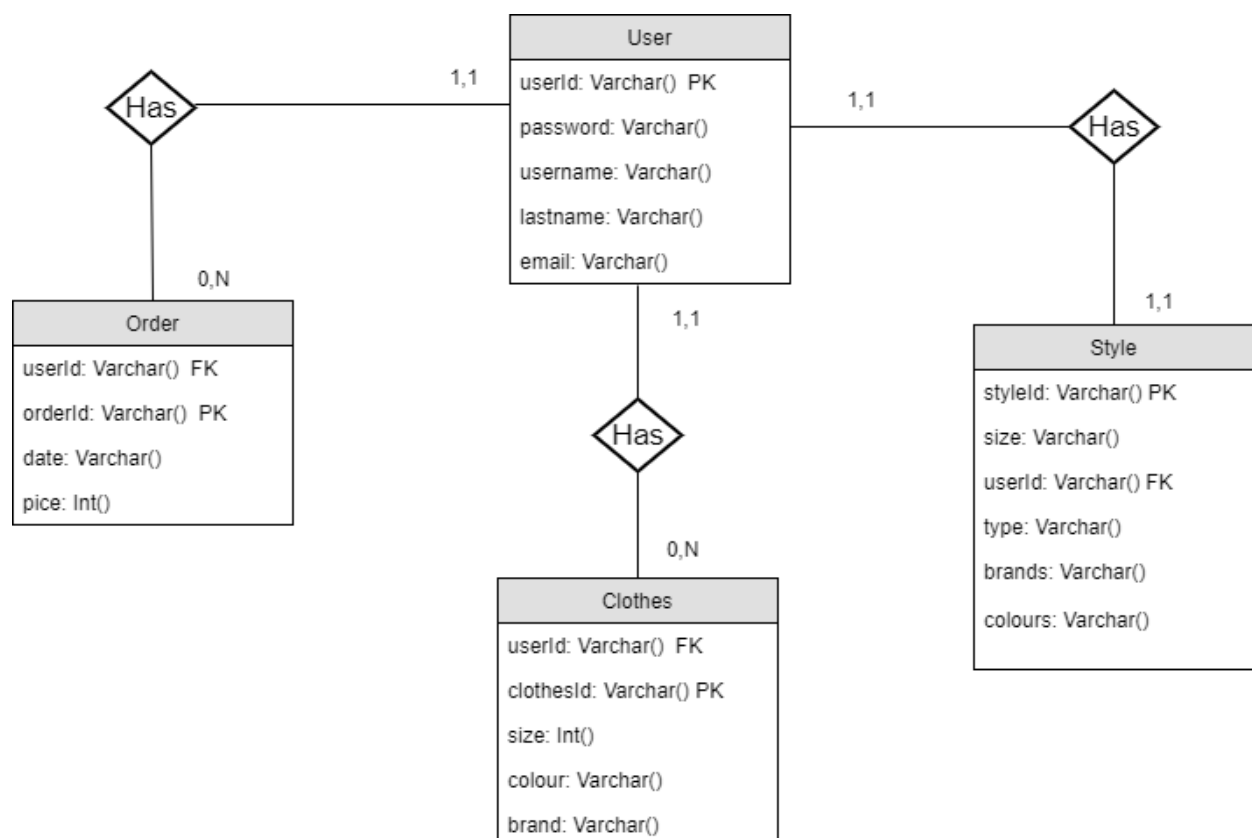 User
userId: Varchar()  PK
password: Varchar()
username: Varchar()
lastname: Varchar()
email: Varchar()
1,1
Has
0,N
Order
userId: Varchar()  FK
orderId: Varchar()  PK
date: Varchar()
pice: Int()
1,1
Has
0,N
Clothes
userId: Varchar()  FK
clothesId: Varchar() PK
size: Int()
colour: Varchar()
brand: Varchar()
1,1
Has
1,1
Style
styleId: Varchar() PK
size: Varchar()
userId: Varchar() FK
type: Varchar()
brands: Varchar()
colours: Varchar()